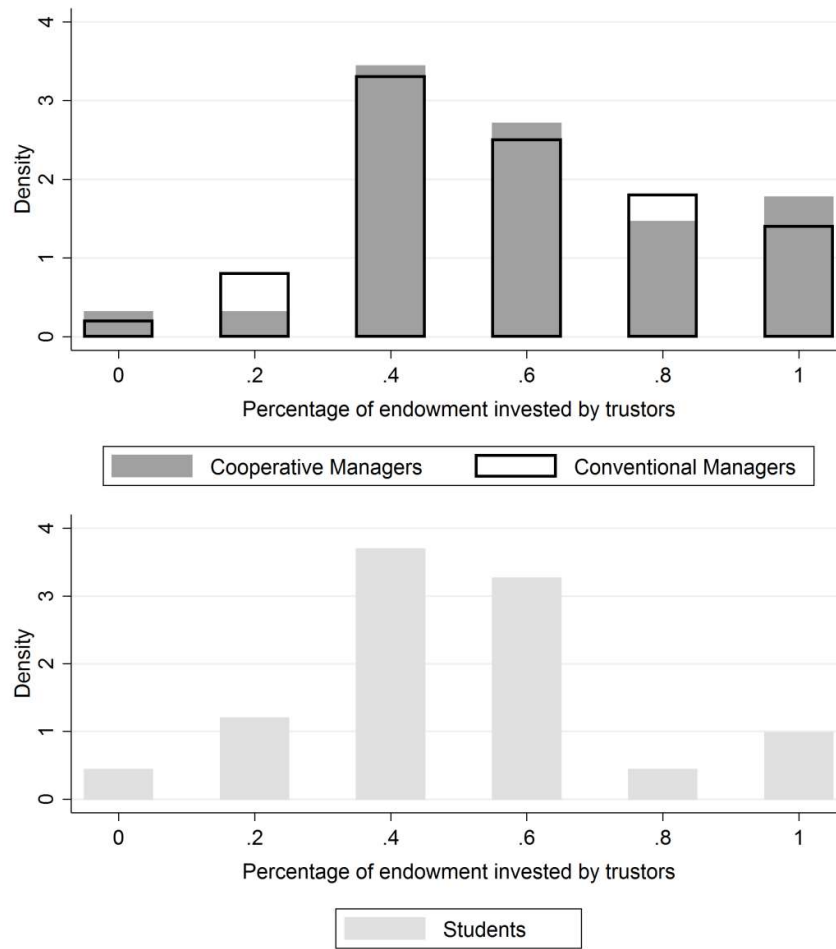 4
3
2
1
0
Density
0 .2 .4 .6 .8 1
Percentage of endowment invested by trustors
Cooperative Managers Conventional Managers
4
3
2
1
0
Density
0 .2 .4 .6 .8 1
Percentage of endowment invested by trustors
Students